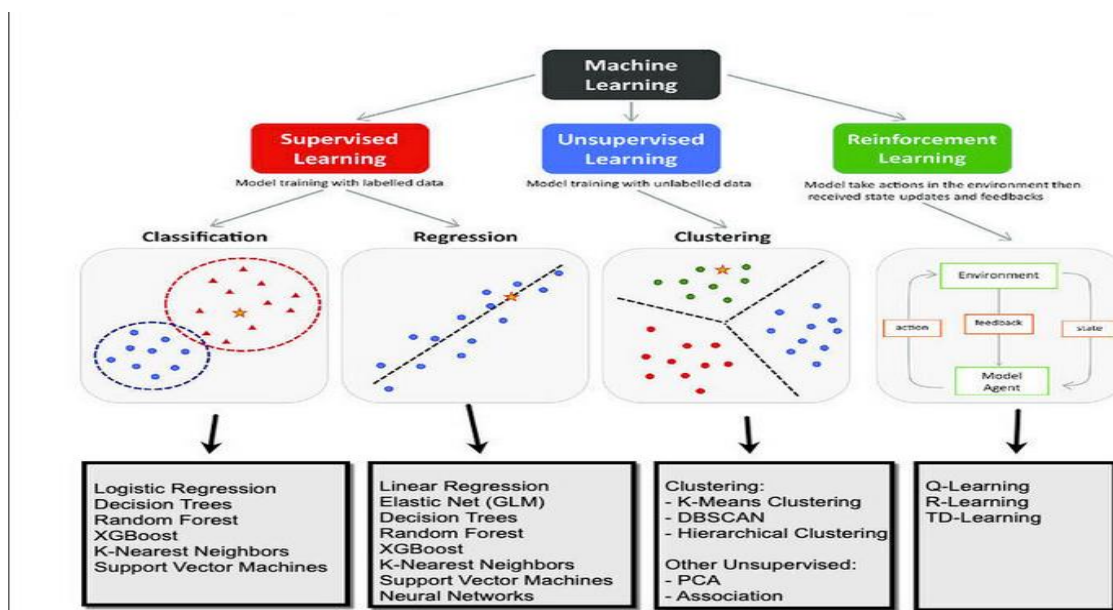 Machine
Learning
Supervised
Learning
Unsupervised
Learning
Reinforcement
Learning
Model training with labelled data
Model training with unlabelled data
Model take actions in the environment then
received state updates and feedbacks
Classification
Regression
Clustering
Environment
action
feedback
state
Model
Agent
Logistic Regression
Decision Trees
Random Forest
XGBoost
K-Nearest Neighbors
Support Vector Machines
Linear Regression
Elastic Net (GLM)
Decision Trees
Random Forest
XGBoost
K-Nearest Neighbors
Support Vector Machines
Neural Networks
Clustering:
- K-Means Clustering
- DBSCAN
- Hierarchical Clustering
Other Unsupervised:
- PCA
- Association
Q-Learning
R-Learning
TD-Learning